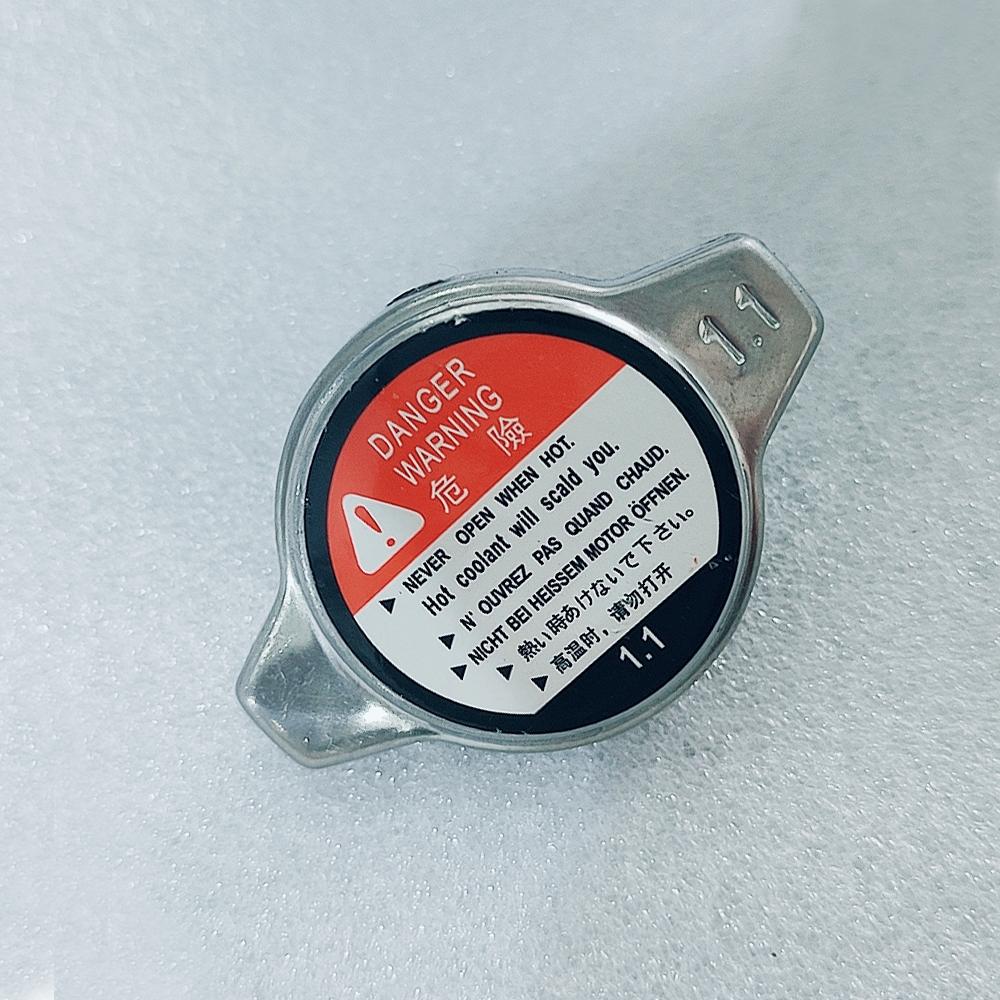 1.1
DANGER
WARNING
危 險
▶ NEVER OPEN WHEN HOT.
Hot coolant will scald you.
▶ N' OUVREZ PAS QUAND CHAUD.
▶ NICHT BEI HEISSEM MOTOR ÖFFNEN.
▶ 熱い時あけないで下さい。
▶ 高温时，请勿打开
1.1